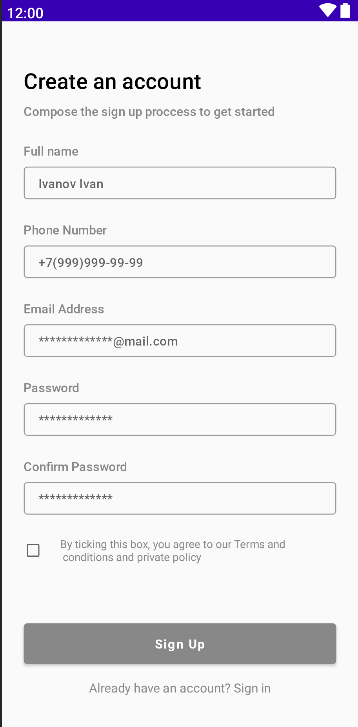 12:00
Create an account
Compose the sign up proccess to get started
Full name
Ivanov Ivan
Phone Number
+7(999)999-99-99
Email Address
*************@mail.com
Password
*************
Confirm Password
*************
By ticking this box, you agree to our Terms and
conditions and private policy
Sign Up
Already have an account? Sign in